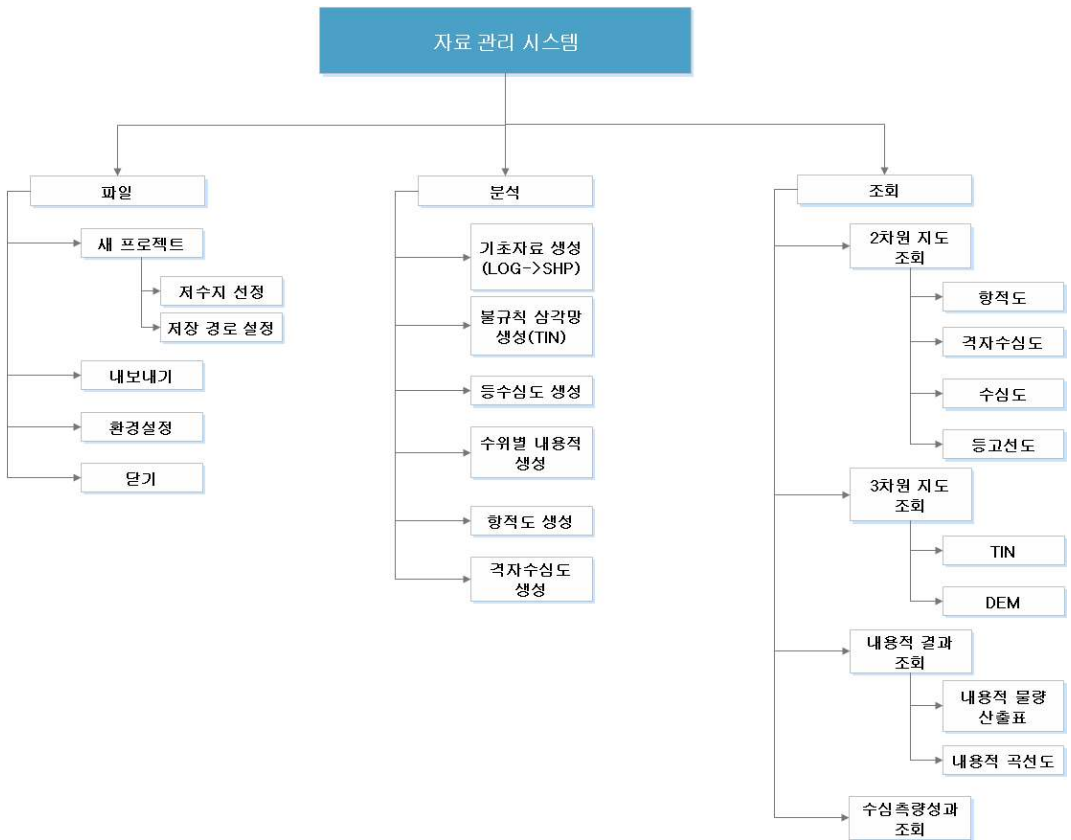 자료 관리 시스템
파일
새 프로젝트
저수지 선정
저장 경로 설정
내보내기
환경설정
닫기
분석
기초자료 생성
(LOG->SHP)
불규칙 삼각망
생성(TIN)
등수심도 생성
수위별 내용적
생성
항적도 생성
격자수심도
생성
조회
2차원 지도
조회
항적도
격자수심도
수심도
등고선도
3차원 지도
조회
TIN
DEM
내용적 결과
조회
내용적 물량
산출표
내용적 곡선도
수심측량성과
조회